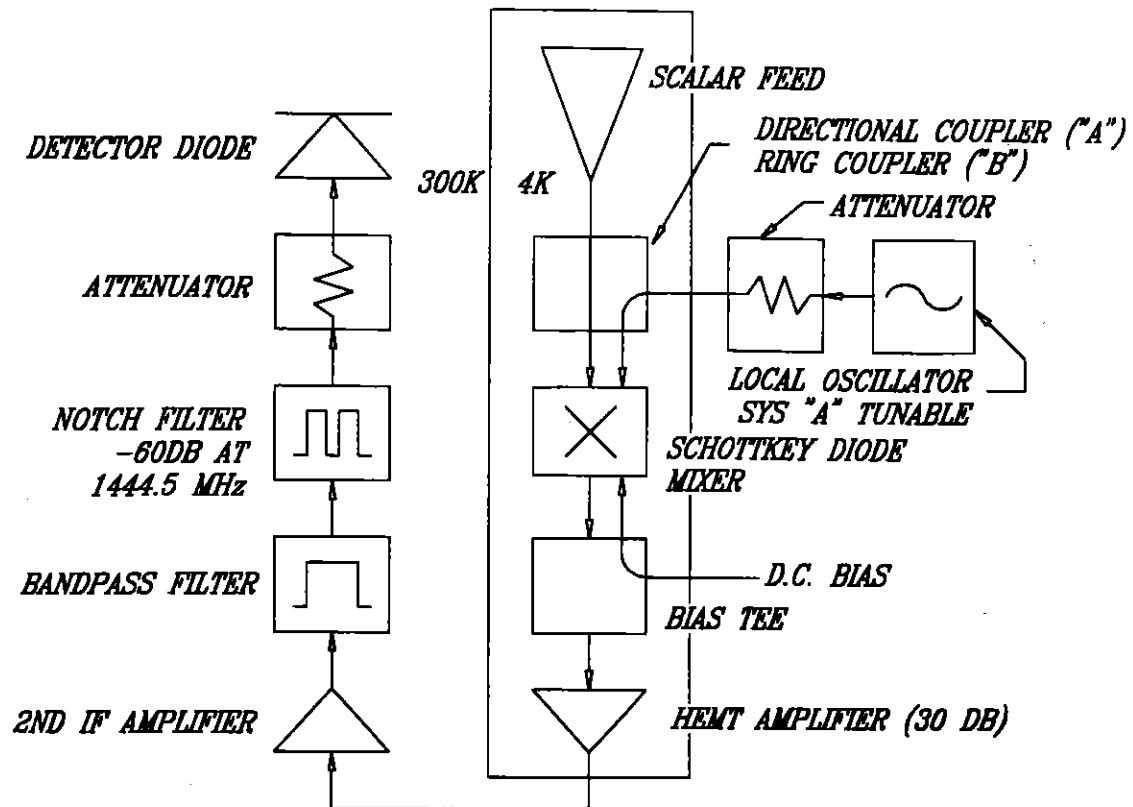 SCALAR FEED
DIRECTIONAL COUPLER ("A")
RING COUPLER ("B")
DETECTOR DIODE
300K
4K
ATTENUATOR
ATTENUATOR
LOCAL OSCILLATOR
SYS "A" TUNABLE
NOTCH FILTER
-60DB AT
1444.5 MHz
SCHOTTKEY DIODE
MIXER
BANDPASS FILTER
D.C. BIAS
BIAS TEE
2ND IF AMPLIFIER
HEMT AMPLIFIER (30 DB)